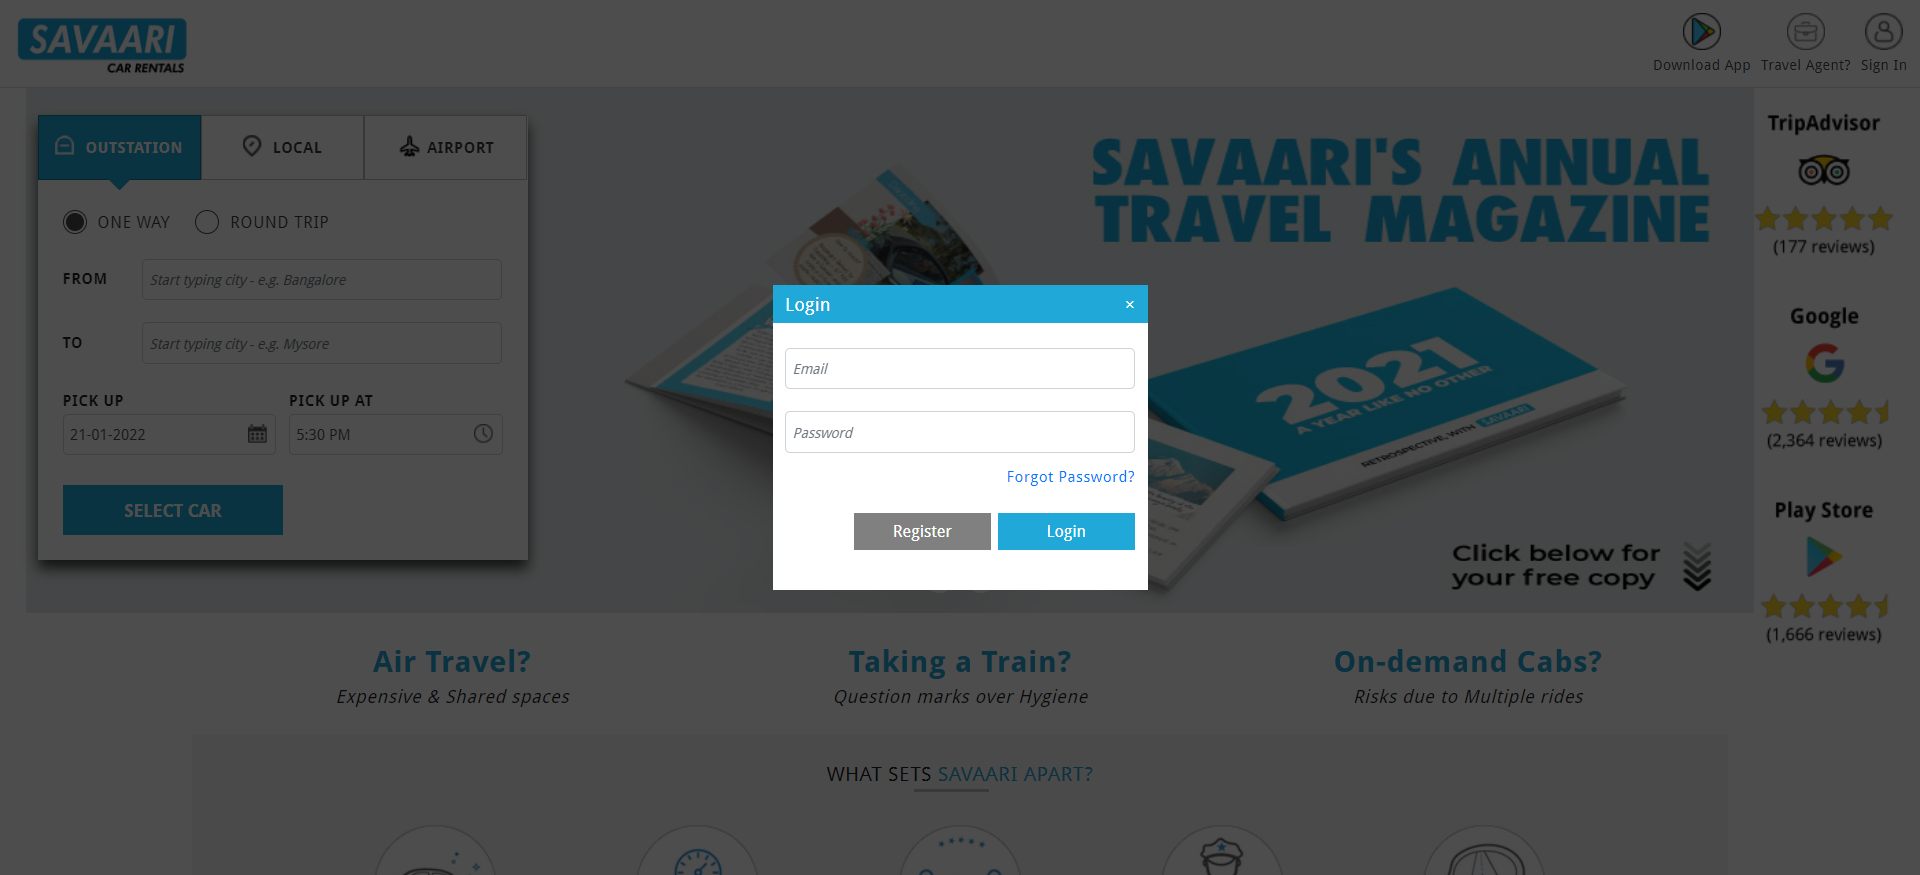 SAVAARI
CAR RENTALS
Download App
Travel Agent?
Sign In
OUTSTATION
LOCAL
AIRPORT
ONE WAY
ROUND TRIP
FROM
Start typing city - e.g. Bangalore
TO
Start typing city - e.g. Mysore
PICK UP
PICK UP AT
21-01-2022
5:30 PM
SELECT CAR
SAVAARI'S ANNUAL
TRAVEL MAGAZINE
2021
A YEAR LIKE NO OTHER
RETROSPECTIVE WITH SAVAARI
Click below for
your free copy
Login
×
Email
Password
Forgot Password?
Register
Login
TripAdvisor
(177 reviews)
Google
(2,364 reviews)
Play Store
(1,666 reviews)
Air Travel?
Expensive & Shared spaces
Taking a Train?
Question marks over Hygiene
On-demand Cabs?
Risks due to Multiple rides
WHAT SETS SAVAARI APART?